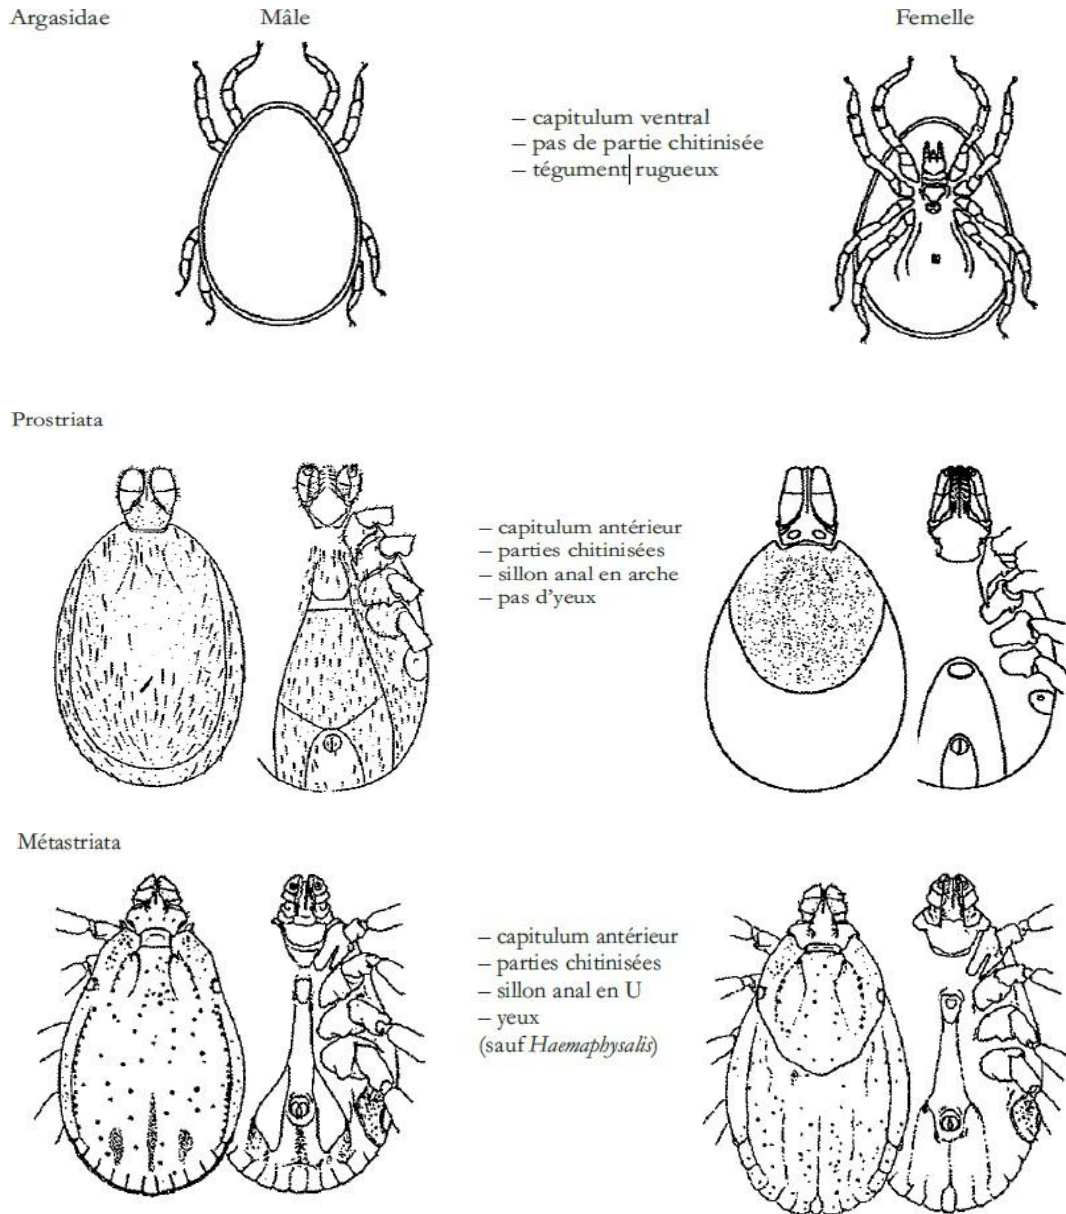 Argasidae Mâle Femelle
– capitulum ventral
– pas de partie chitinisée
– tégument rugueux
Prostriata
– capitulum antérieur
– parties chitinisées
– sillon anal en arche
– pas d'yeux
Métastriata
– capitulum antérieur
– parties chitinisées
– sillon anal en U
– yeux
(sauf Haemaphysalis)